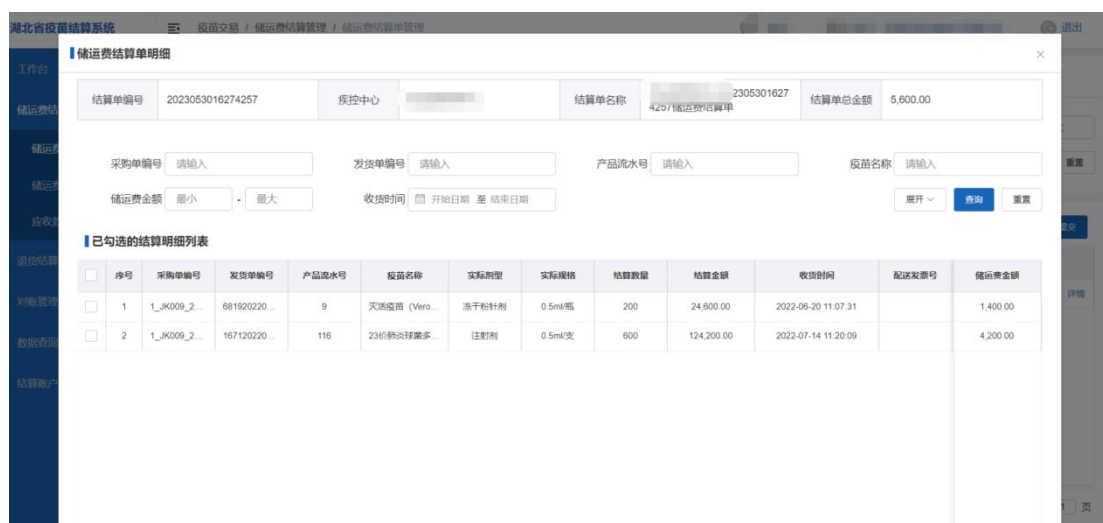 湖北省疫苗结算系统 疫苗交易 / 储运费结算管理 / 储运费结算单管理 退出
储运费结算单明细 ×
工作台
结算单编号 2023053016274257 疾控中心 结算单名称 2305301627 结算单总金额 5,600.00
4257储运费结算单
储运费结
采购单编号 请输入 发货单编号 请输入 产品流水号 请输入 疫苗名称 请输入
储运费
重置
储运费金额 最小 - 最大 收货时间 开始日期 至 结束日期 展开 查询 重置
储运费
应收款
提交
已勾选的结算明细列表
退货结算
序号 采购单编号 发货单编号 产品流水号 疫苗名称 实际剂型 实际规格 结算数量 结算金额 收货时间 配送发票号 储运费金额
对账管理 详情
1 1_JK009_2... 681920220... 9 灭活疫苗 (Vero... 冻干粉针剂 0.5ml/瓶 200 24,600.00 2022-06-20 11:07:31 1,400.00
2 1_JK009_2... 167120220... 116 23价肺炎球菌多... 注射剂 0.5ml/支 600 124,200.00 2022-07-14 11:20:09 4,200.00
数据查询
结算账户
1 页